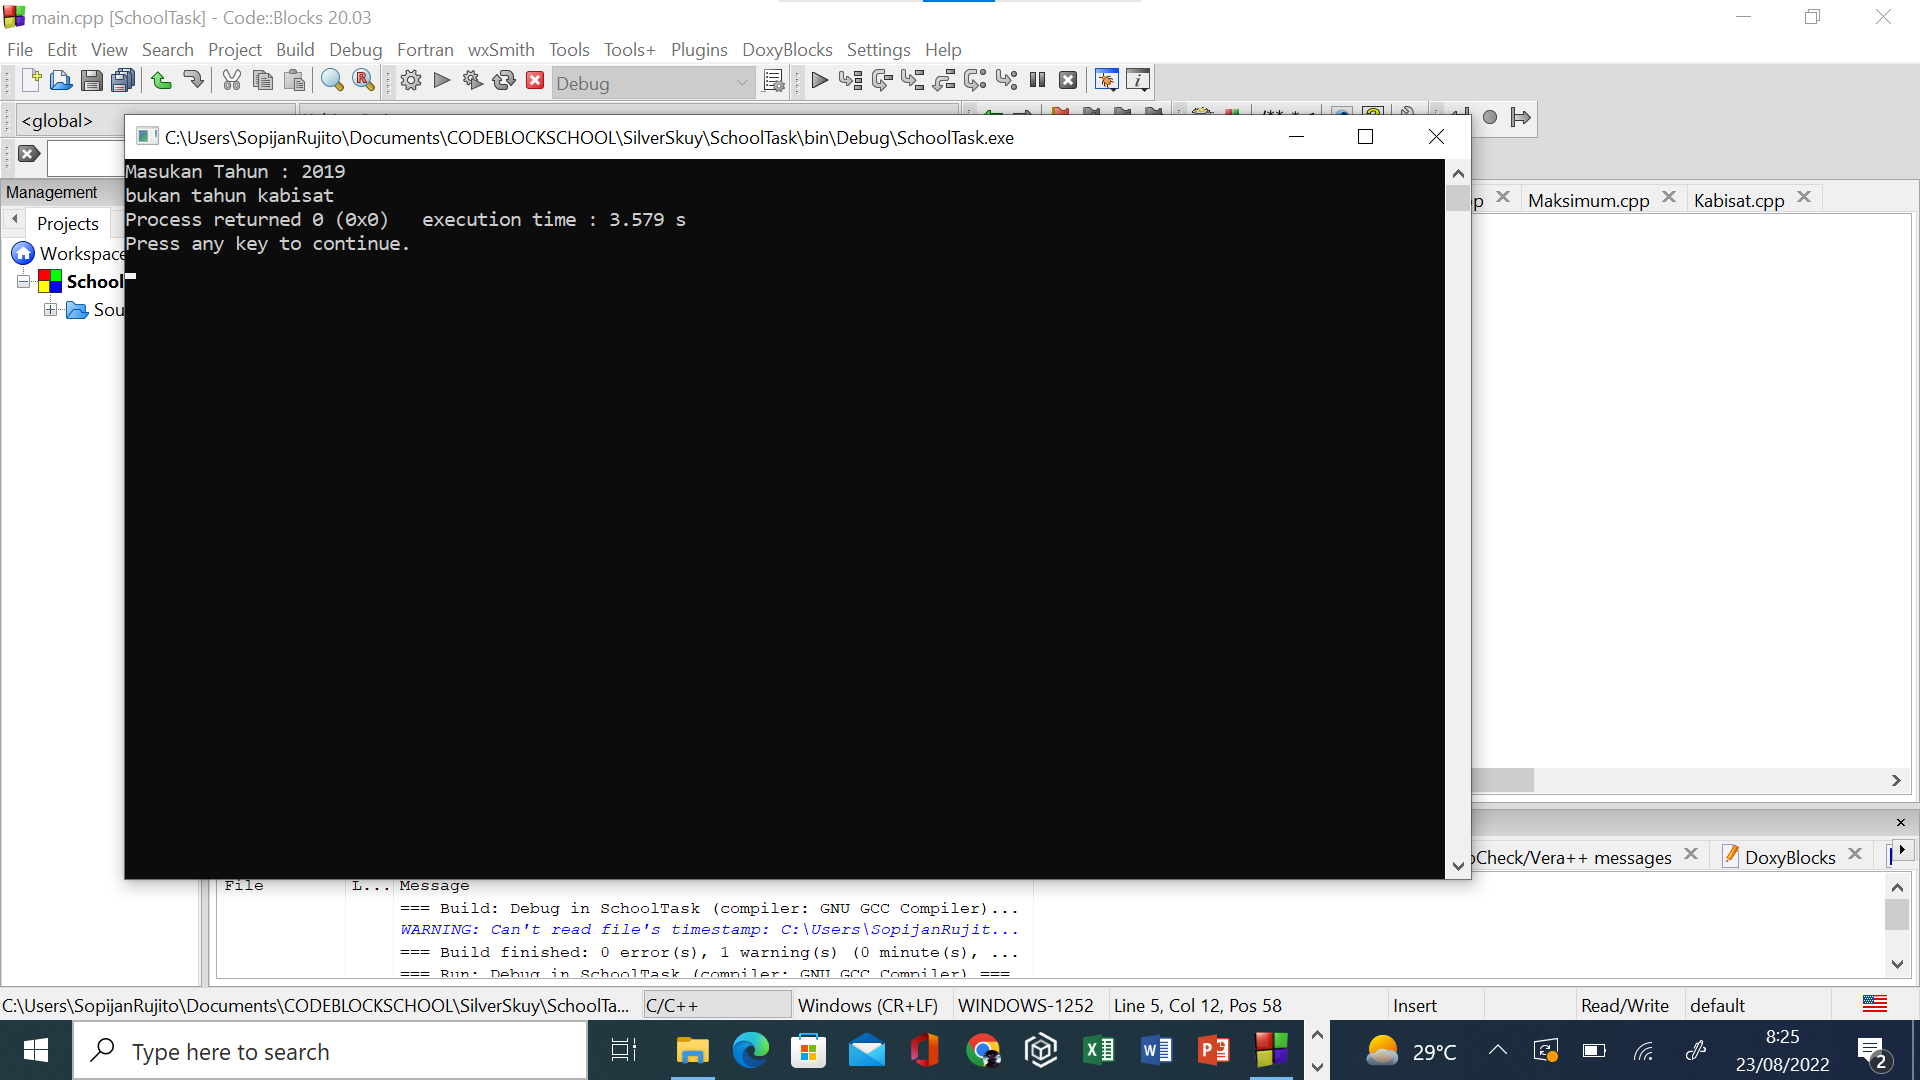 main.cpp [SchoolTask] - Code::Blocks 20.03
File Edit View Search Project Build Debug Fortran wxSmith Tools Tools+ Plugins DoxyBlocks Settings Help
Debug
<global>
C:\Users\SopijanRujito\Documents\CODEBLOCKSCHOOL\SilverSkuy\SchoolTask\bin\Debug\SchoolTask.exe
Masukan Tahun : 2019
bukan tahun kabisat
Process returned 0 (0x0)   execution time : 3.579 s
Press any key to continue.
Management
Projects
Workspace
School
Sou
Maksimum.cpp
Kabisat.cpp
pCheck/Vera++ messages
DoxyBlocks
File L... Message
=== Build: Debug in SchoolTask (compiler: GNU GCC Compiler)...
WARNING: Can't read file's timestamp: C:\Users\SopijanRujit...
=== Build finished: 0 error(s), 1 warning(s) (0 minute(s), ...
=== Run: Debug in SchoolTask (compiler: GNU GCC Compiler) ===
C:\Users\SopijanRujito\Documents\CODEBLOCKSCHOOL\SilverSkuy\SchoolTa... C/C++ Windows (CR+LF) WINDOWS-1252 Line 5, Col 12, Pos 58 Insert Read/Write default
Type here to search
29°C
8:25
23/08/2022
2